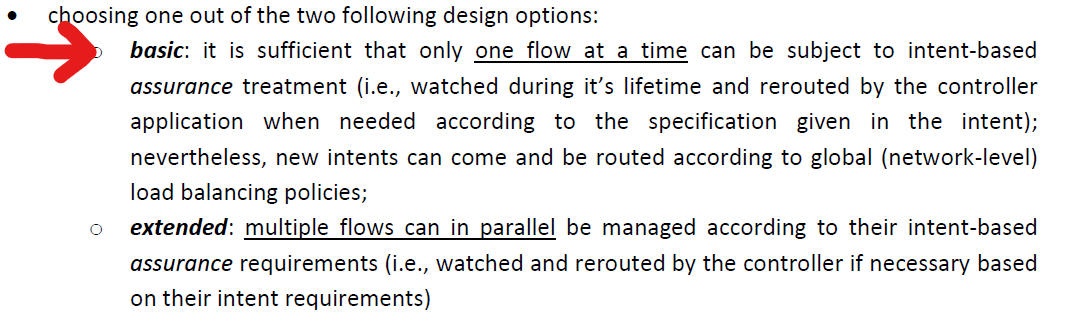 • choosing one out of the two following design options:
o basic: it is sufficient that only one flow at a time can be subject to intent-based
assurance treatment (i.e., watched during it’s lifetime and rerouted by the controller
application when needed according to the specification given in the intent);
nevertheless, new intents can come and be routed according to global (network-level)
load balancing policies;
o extended: multiple flows can in parallel be managed according to their intent-based
assurance requirements (i.e., watched and rerouted by the controller if necessary based
on their intent requirements)